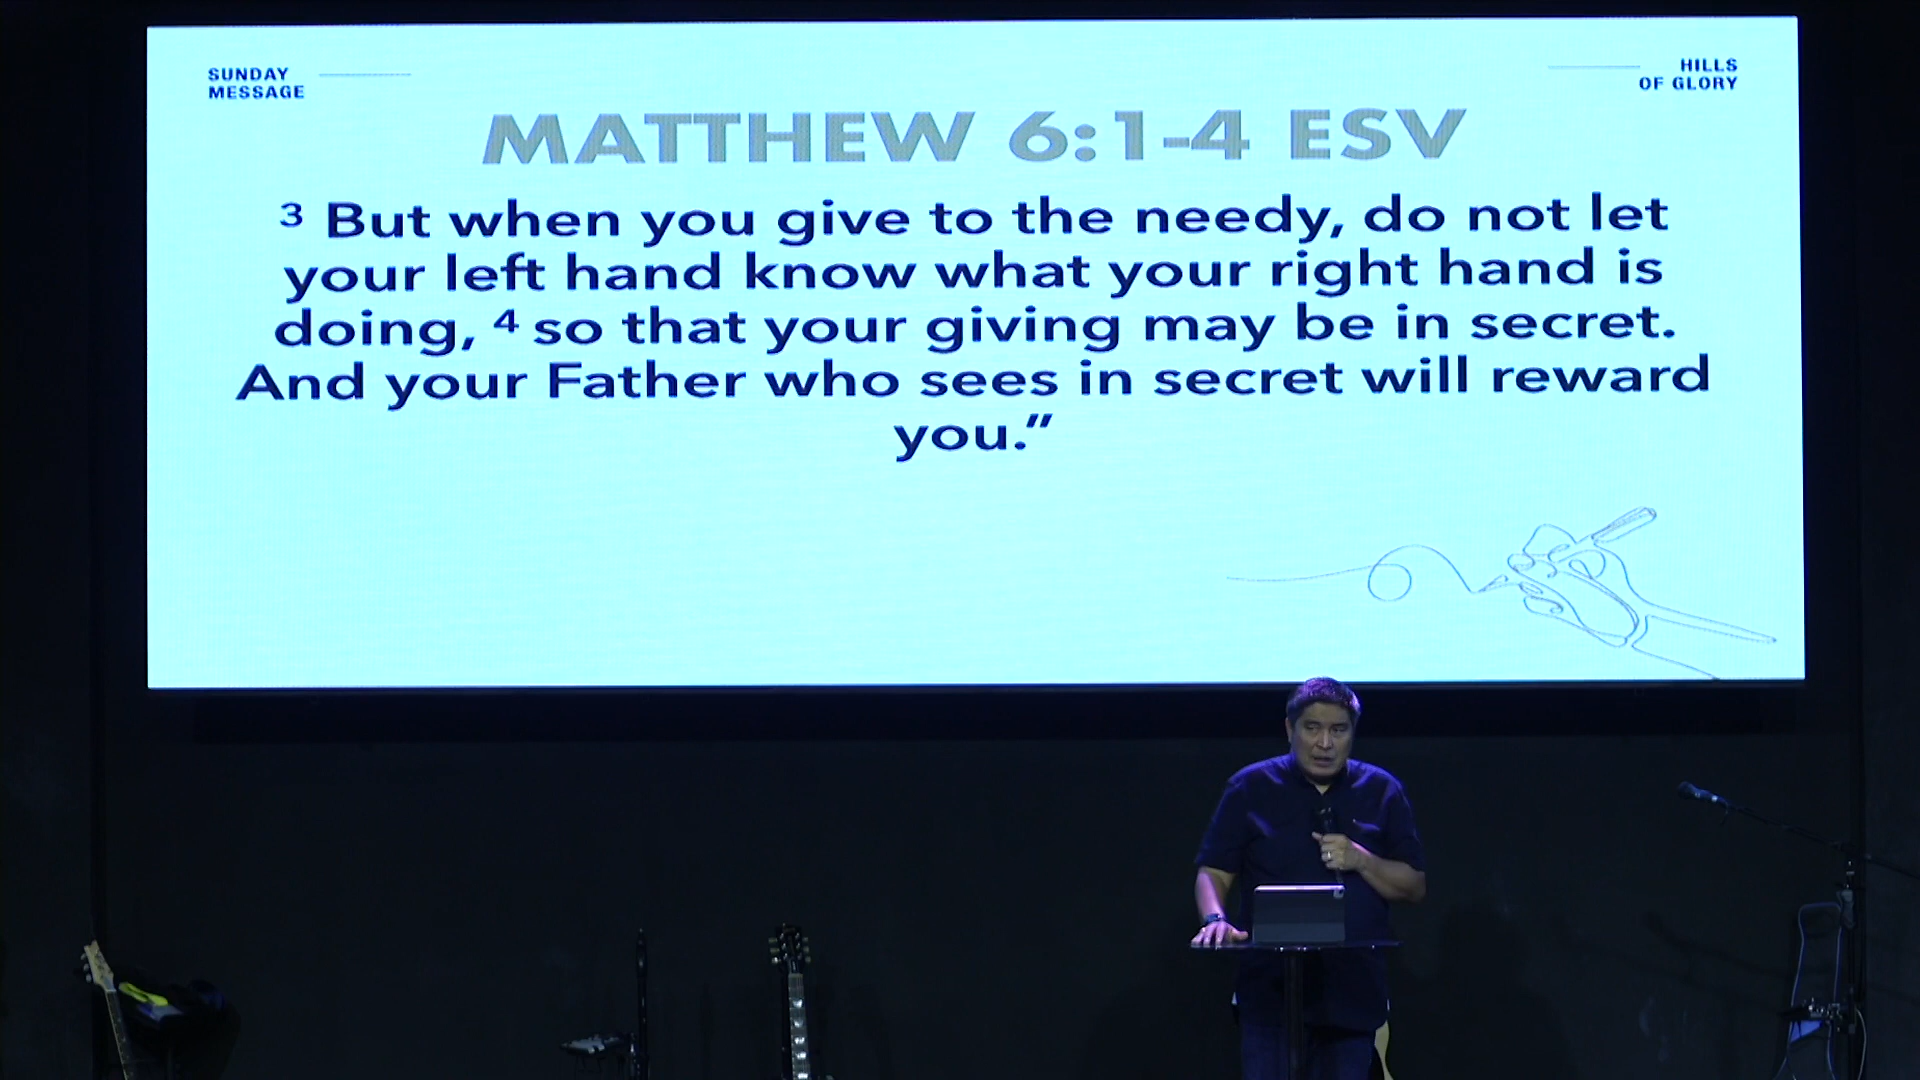 SUNDAY
MESSAGE
HILLS
OF GLORY
MATTHEW 6:1-4 ESV
³ But when you give to the needy, do not let
your left hand know what your right hand is
doing, ⁴ so that your giving may be in secret.
And your Father who sees in secret will reward
you.”